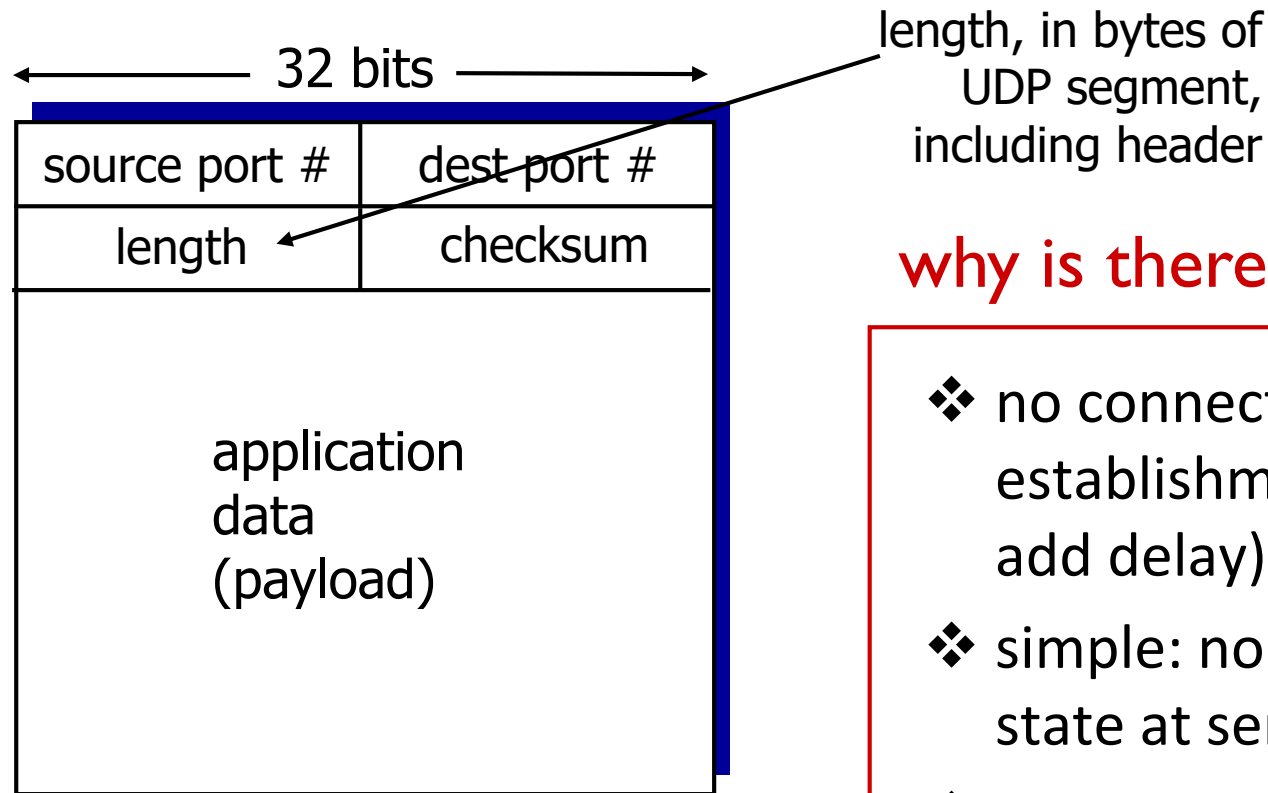 32 bits
length, in bytes of
UDP segment,
including header
source port #
dest port #
length
checksum
application
data
(payload)
why is there
❖ no connect
establishm
add delay)
❖ simple: no
state at ser